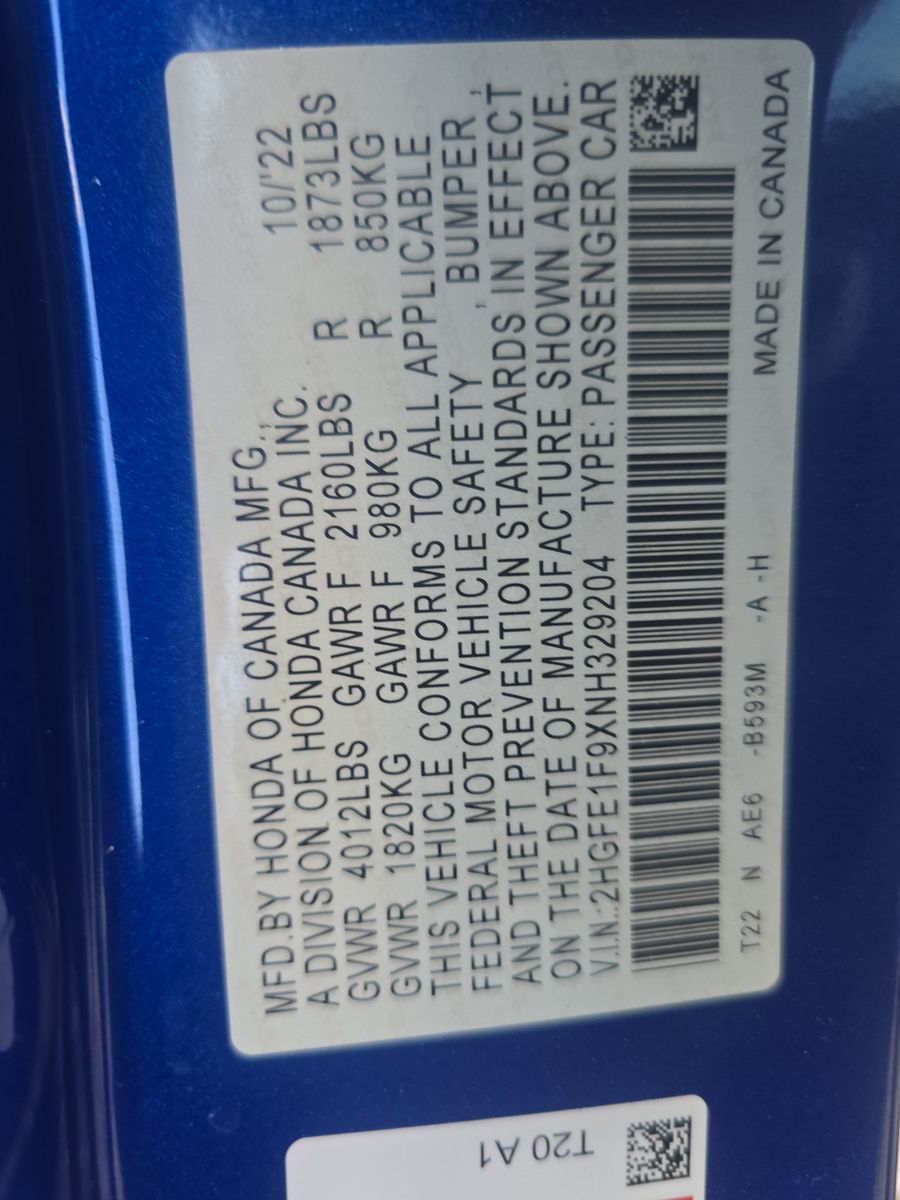 MFD.BY HONDA OF CANADA MFG., 10/'22
A DIVISION OF HONDA CANADA INC.
GVWR 4012LBS GAWR F 2160LBS R 1873LBS
GVWR 1820KG GAWR F 980KG R 850KG
THIS VEHICLE CONFORMS TO ALL APPLICABLE
FEDERAL MOTOR VEHICLE SAFETY, BUMPER,
AND THEFT PREVENTION STANDARDS IN EFFECT
ON THE DATE OF MANUFACTURE SHOWN ABOVE.
V.I.N.:2HGFE1F9XNH329204 TYPE: PASSENGER CAR
T22 N AE6 -B593M -A -H MADE IN CANADA
T20 A1